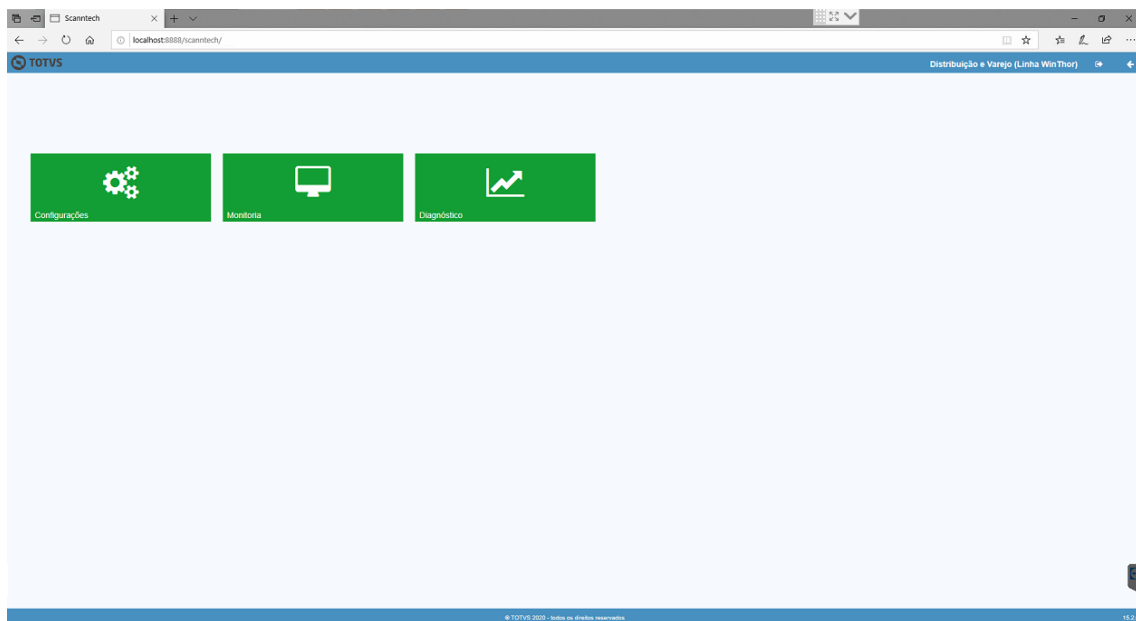 Scanntech
localhost:8888/scanntech/
TOTVS
Distribuição e Varejo (Linha WinThor)
Configurações
Monitoria
Diagnóstico
© TOTVS 2020 - todos os direitos reservados
15.2